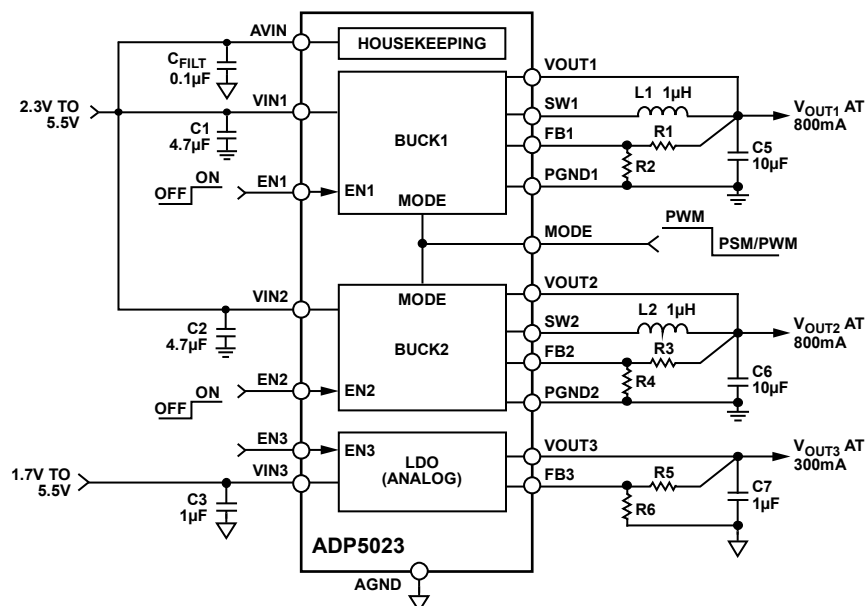 AVIN
HOUSEKEEPING
CFILT
0.1µF
VOUT1
L1 1µH
2.3V TO
5.5V
VIN1
SW1
VOUT1 AT
800mA
C1
4.7µF
BUCK1
FB1
R1
R2
C5
10µF
OFF
ON
EN1
EN1
PGND1
MODE
MODE
PWM
PSM/PWM
VIN2
MODE
VOUT2
L2 1µH
C2
4.7µF
BUCK2
SW2
VOUT2 AT
800mA
FB2
R3
R4
C6
10µF
OFF
ON
EN2
EN2
PGND2
EN3
EN3
VOUT3
VOUT3 AT
300mA
1.7V TO
5.5V
VIN3
LDO
(ANALOG)
FB3
R5
C3
1µF
R6
C7
1µF
ADP5023
AGND